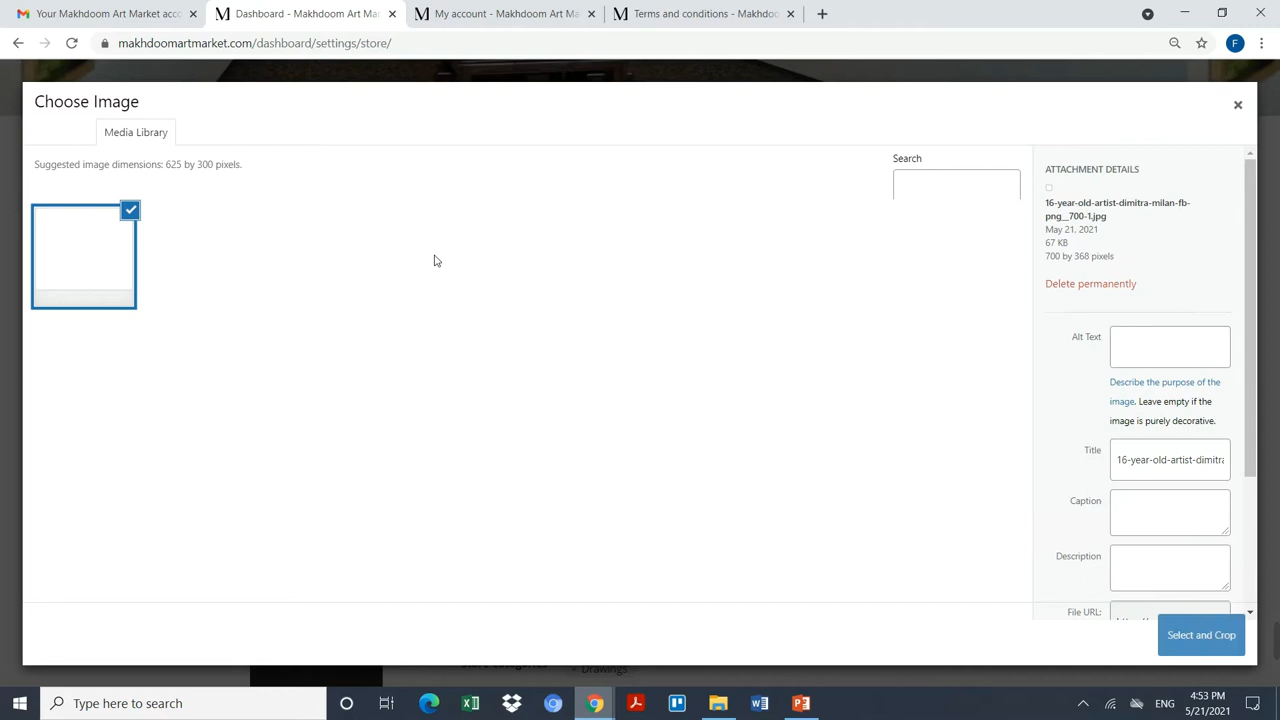 Your Makhdoom Art Market acco
Dashboard - Makhdoom Art Mar
My account - Makhdoom Art Ma
Terms and conditions - Makhdoo
makhdoomartmarket.com/dashboard/settings/store/
F
Choose Image
Media Library
Suggested image dimensions: 625 by 300 pixels.
Search
ATTACHMENT DETAILS
16-year-old-artist-dimitra-milan-fb-
png__700-1.jpg
May 21, 2021
67 KB
700 by 368 pixels
Delete permanently
Alt Text
Describe the purpose of the
image. Leave empty if the
image is purely decorative.
Title
16-year-old-artist-dimitra
Caption
Description
File URL:
Select and Crop
Drawings
Type here to search
ENG
4:53 PM
5/21/2021